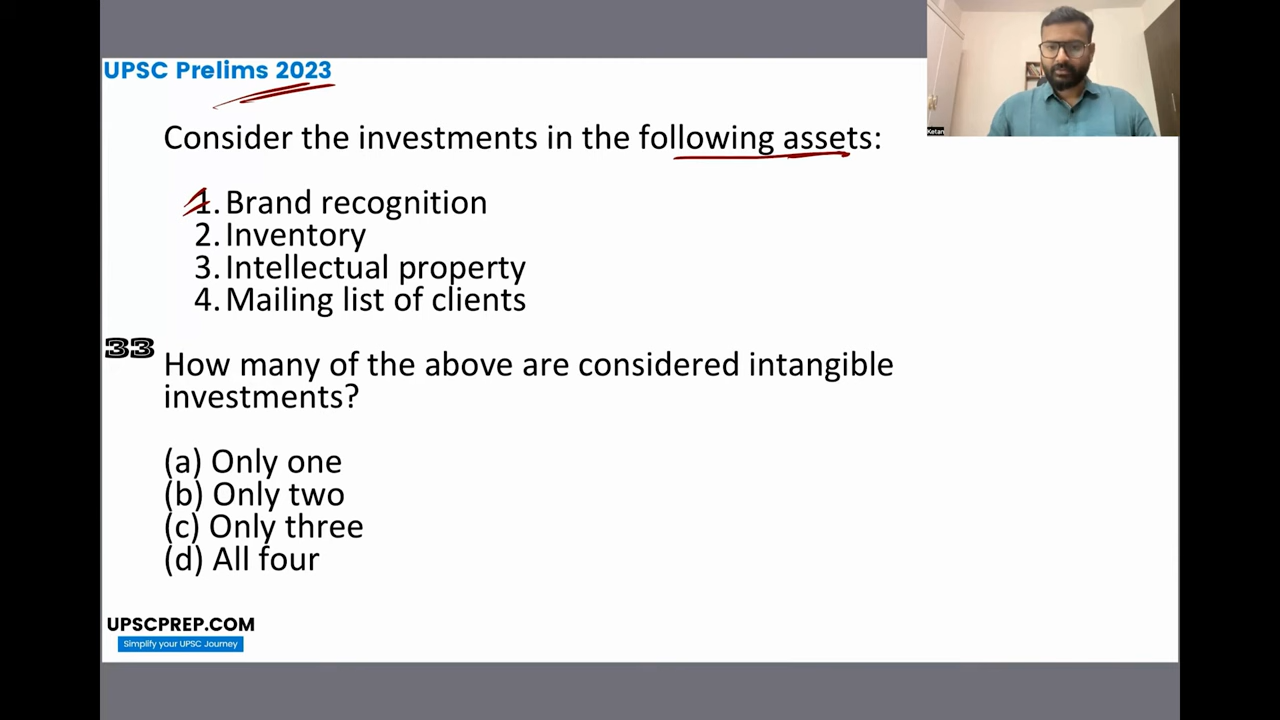 UPSC Prelims 2023
Consider the investments in the following assets:
1. Brand recognition
2. Inventory
3. Intellectual property
4. Mailing list of clients
33
How many of the above are considered intangible
investments?
(a) Only one
(b) Only two
(c) Only three
(d) All four
UPSCPREP.COM
Simplify your UPSC Journey
Ketan